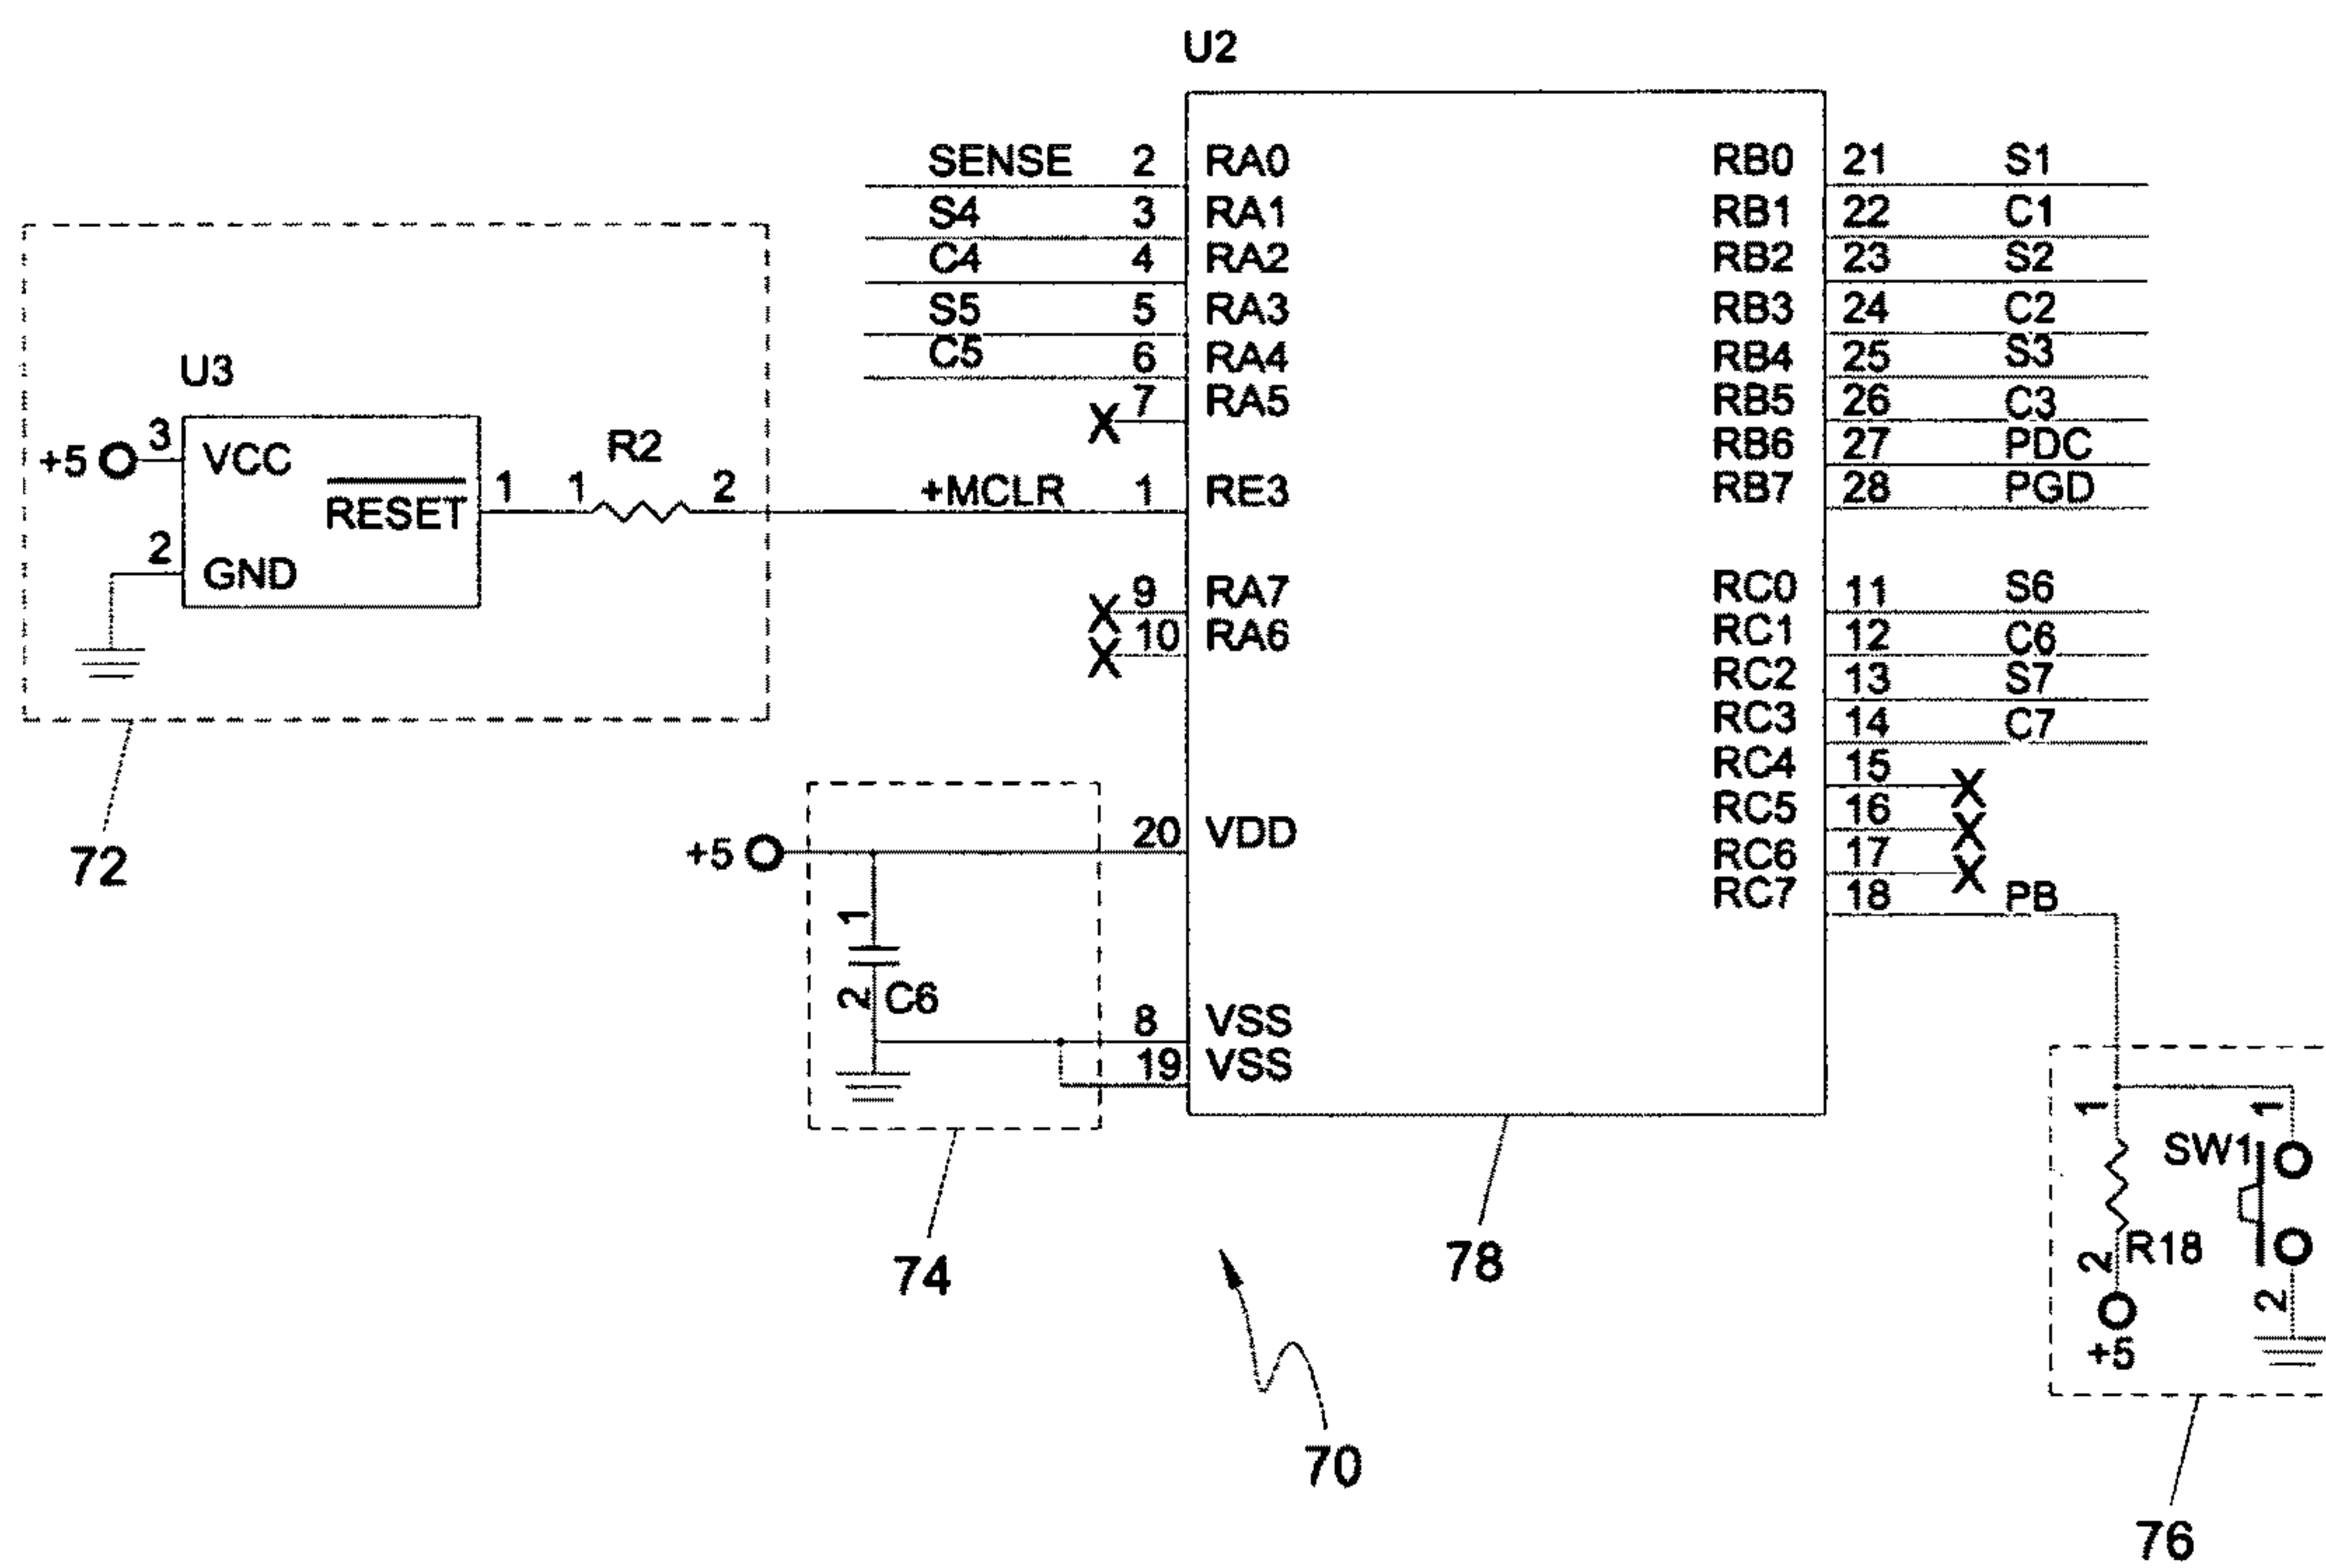 U2
SENSE 2 RA0 RB0 21 S1
S4 3 RA1 RB1 22 C1
C4 4 RA2 RB2 23 S2
S5 5 RA3 RB3 24 C2
C5 6 RA4 RB4 25 S3
7 RA5 RB5 26 C3
X
RB6 27 PDC
+MCLR 1 RE3 RB7 28 PGD
U3
+5 3 VCC
RESET 1 1 R2 2
2 GND
X 9 RA7 RC0 11 S6
X 10 RA6 RC1 12 C6
RC2 13 S7
RC3 14 C7
RC4 15 X
RC5 16 X
RC6 17 X
RC7 18 PB
72
+5 20 VDD
1
2 C6
8 VSS
19 VSS
74
78
70
1 1
SW1
2 R18
2
+5
76